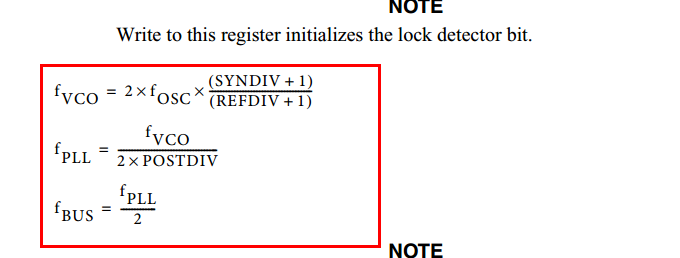 NOTE
Write to this register initializes the lock detector bit.
fVCO = 2×fOSC× (SYNDIV + 1)
(REFDIV + 1)
fPLL = fVCO
2×POSTDIV
fBUS = fPLL
2
NOTE